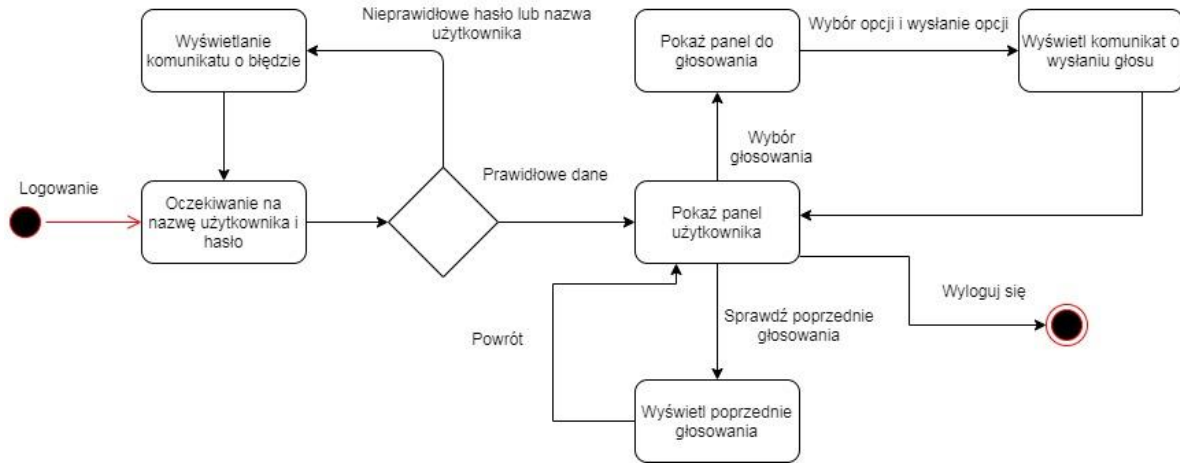 Nieprawidłowe hasło lub nazwa
użytkownika
Wyświetlanie
komunikatu o błędzie
Pokaż panel do
głosowania
Wybór opcji i wysłanie opcji
Wyświetl komunikat o
wysłaniu głosu
Wybór
głosowania
Logowanie
Oczekiwanie na
nazwę użytkownika i
hasło
Prawidłowe dane
Pokaż panel
użytkownika
Wyloguj się
Sprawdź poprzednie
głosowania
Powrót
Wyświetl poprzednie
głosowania